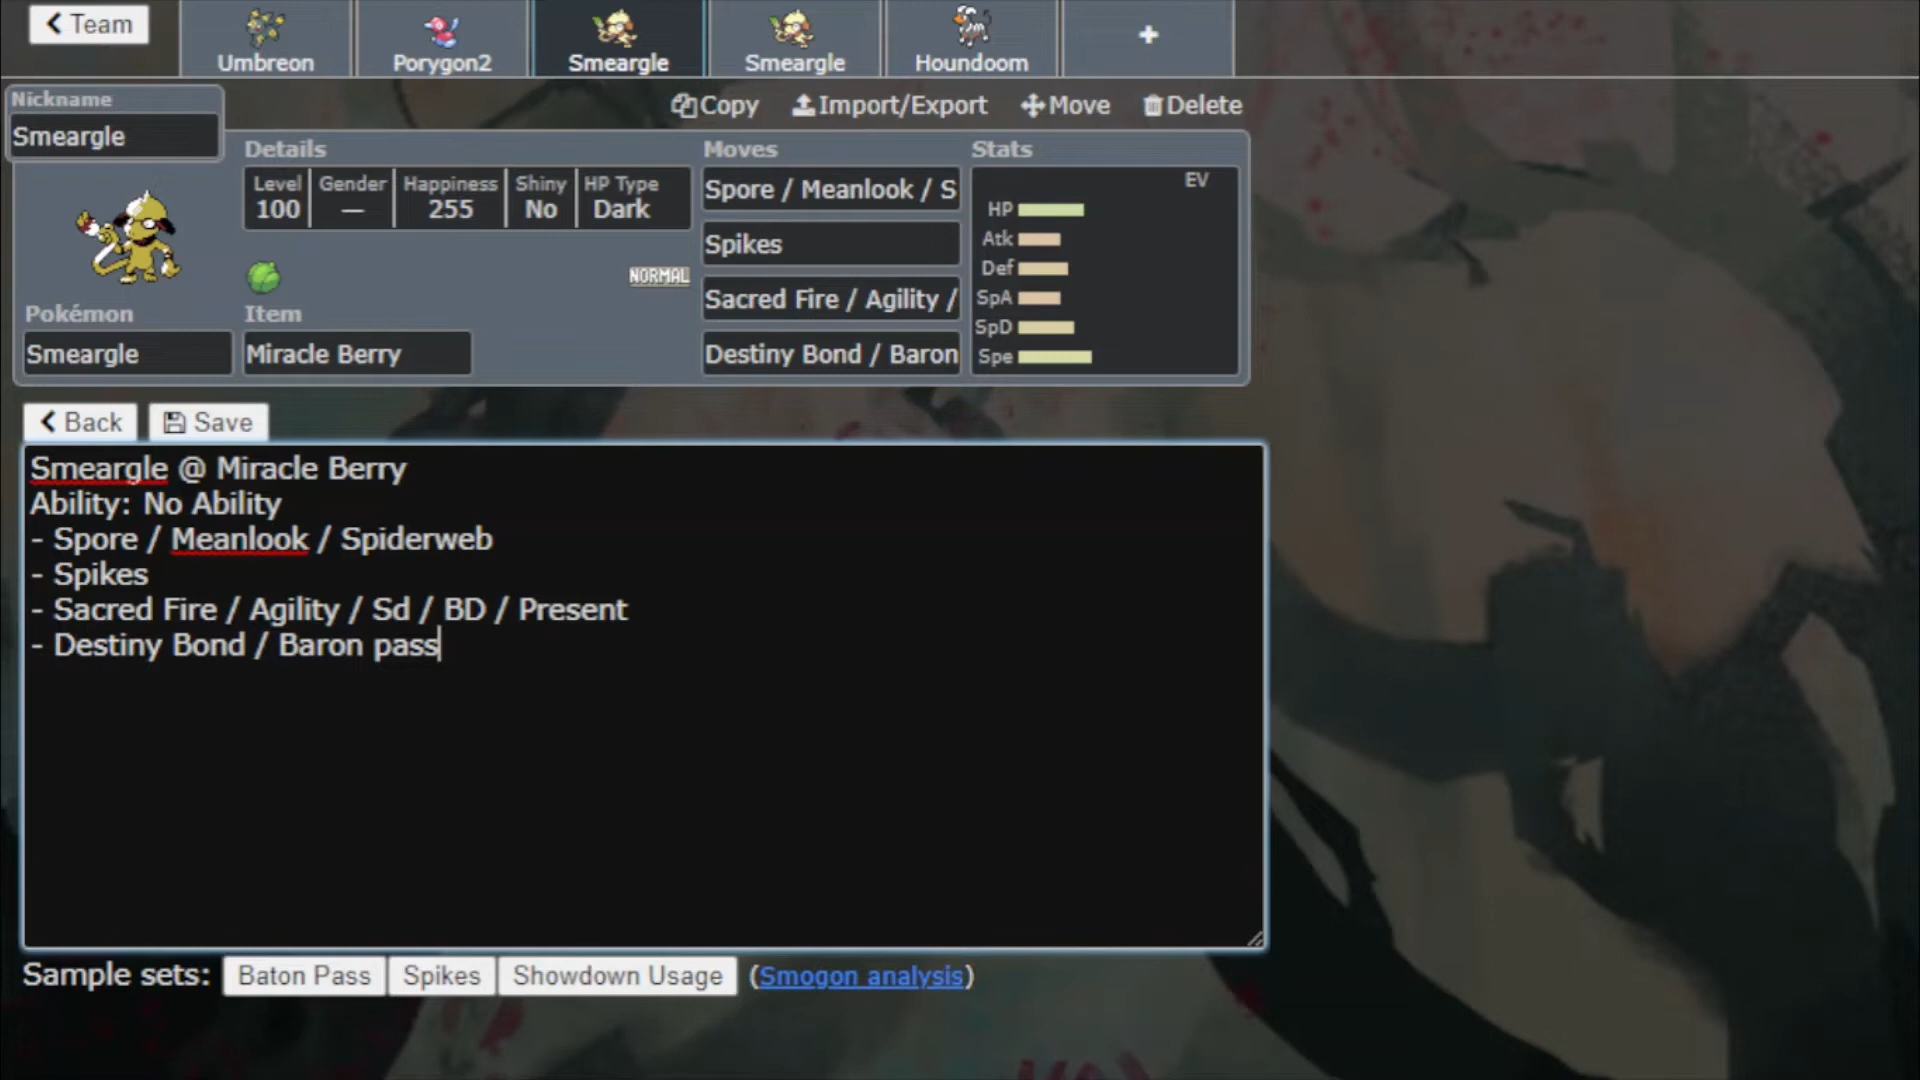 Team
Umbreon
Porygon2
Smeargle
Smeargle
Houndoom
+
Copy
Import/Export
Move
Delete
Nickname
Smeargle
Details
Level
100
Gender
—
Happiness
255
Shiny
No
HP Type
Dark
NORMAL
Pokémon
Smeargle
Item
Miracle Berry
Moves
Spore / Meanlook / S
Spikes
Sacred Fire / Agility /
Destiny Bond / Baron
Stats
EV
HP
Atk
Def
SpA
SpD
Spe
Back
Save
Smeargle @ Miracle Berry
Ability: No Ability
- Spore / Meanlook / Spiderweb
- Spikes
- Sacred Fire / Agility / Sd / BD / Present
- Destiny Bond / Baron pass
Sample sets: Baton Pass Spikes Showdown Usage (Smogon analysis)